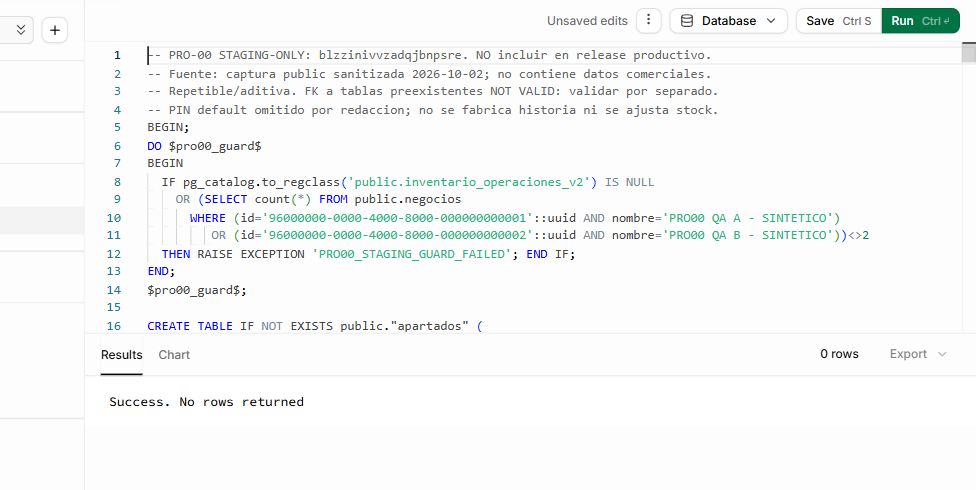 Unsaved edits
Database
Save Ctrl S
Run Ctrl ↵
1 -- PRO-00 STAGING-ONLY: blzzinivvzadqjbnpsre. NO incluir en release productivo.
2 -- Fuente: captura public sanitizada 2026-10-02; no contiene datos comerciales.
3 -- Repetible/aditiva. FK a tablas preexistentes NOT VALID: validar por separado.
4 -- PIN default omitido por redaccion; no se fabrica historia ni se ajusta stock.
5 BEGIN;
6 DO $pro00_guard$
7 BEGIN
8 IF pg_catalog.to_regclass('public.inventario_operaciones_v2') IS NULL
9 OR (SELECT count(*) FROM public.negocios
10 WHERE (id='96000000-0000-4000-8000-000000000001'::uuid AND nombre='PRO00 QA A - SINTETICO')
11 OR (id='96000000-0000-4000-8000-000000000002'::uuid AND nombre='PRO00 QA B - SINTETICO'))<>2
12 THEN RAISE EXCEPTION 'PRO00_STAGING_GUARD_FAILED'; END IF;
13 END;
14 $pro00_guard$;
15
16 CREATE TABLE IF NOT EXISTS public."apartados" (
Results Chart
0 rows Export
Success. No rows returned